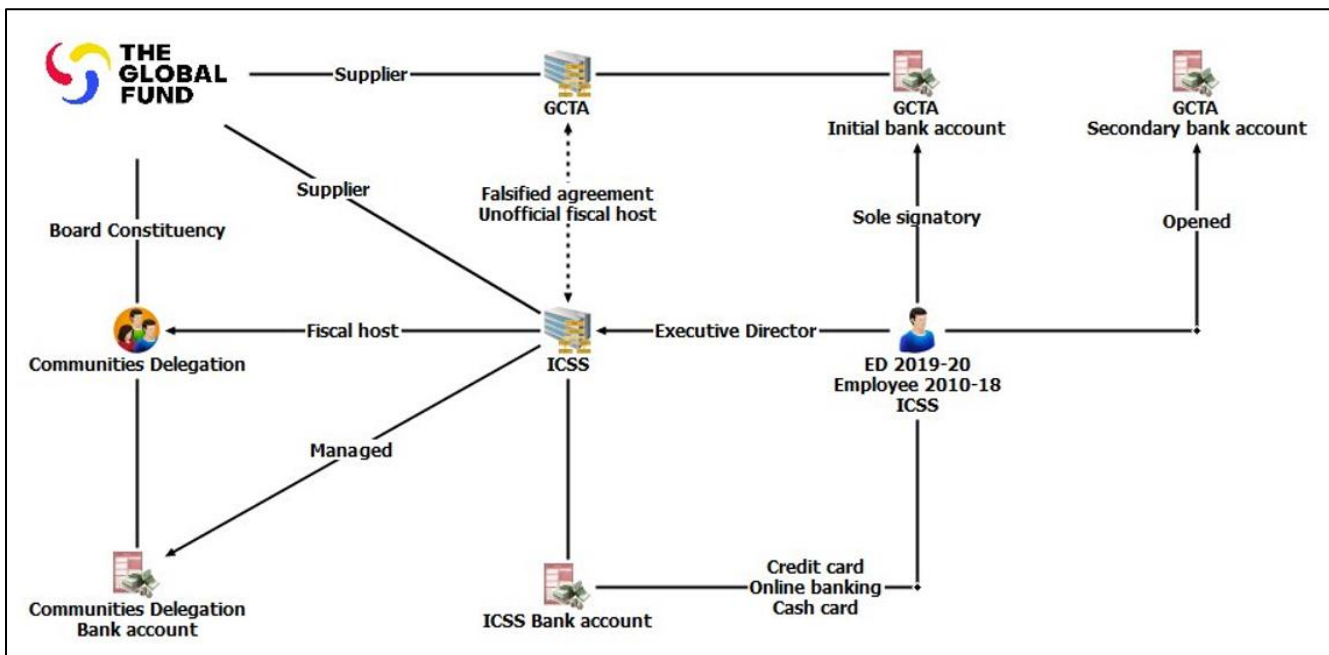 THE
GLOBAL
FUND
Supplier
GCTA
GCTA
Initial bank account
GCTA
Secondary bank account
Supplier
Falsified agreement
Unofficial fiscal host
Board Constituency
Sole signatory
Opened
Fiscal host
Executive Director
Communities Delegation
ICSS
ED 2019-20
Employee 2010-18
ICSS
Managed
Credit card
Online banking
Cash card
Communities Delegation
Bank account
ICSS Bank account